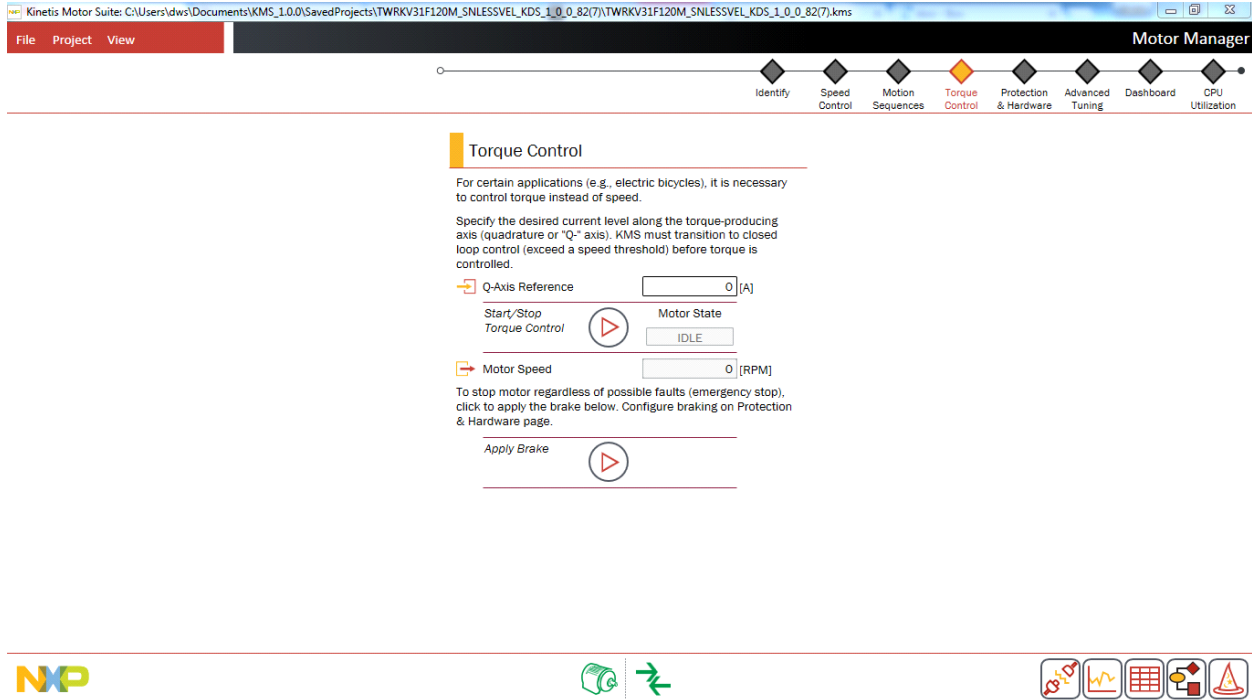 Kinetis Motor Suite: C:\Users\dws\Documents\KMS_1.0.0\SavedProjects\TWRKV31F120M_SNLESSVEL_KDS_1_0_0_82(7)\TWRKV31F120M_SNLESSVEL_KDS_1_0_0_82(7).kms
File Project View
Motor Manager
Identify
Speed
Control
Motion
Sequences
Torque
Control
Protection
& Hardware
Advanced
Tuning
Dashboard
CPU
Utilization
Torque Control
For certain applications (e.g., electric bicycles), it is necessary
to control torque instead of speed.
Specify the desired current level along the torque-producing
axis (quadrature or "Q-" axis). KMS must transition to closed
loop control (exceed a speed threshold) before torque is
controlled.
Q-Axis Reference 0 [A]
Start/Stop
Torque Control
Motor State
IDLE
Motor Speed 0 [RPM]
To stop motor regardless of possible faults (emergency stop),
click to apply the brake below. Configure braking on Protection
& Hardware page.
Apply Brake
NXP